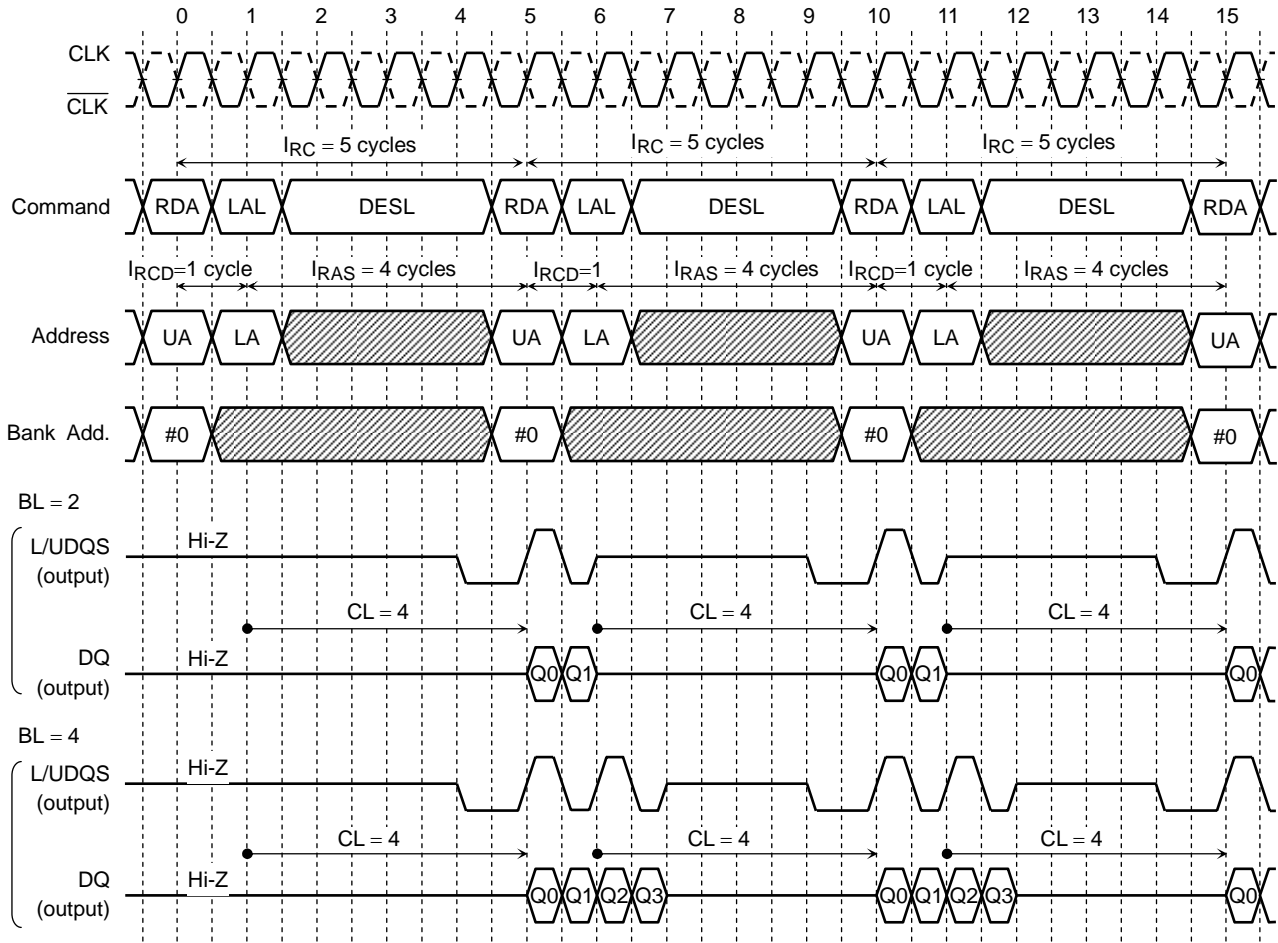 0 1 2 3 4 5 6 7 8 9 10 11 12 13 14 15
CLK
CLK
IRC = 5 cycles IRC = 5 cycles IRC = 5 cycles
Command RDA LAL DESL RDA LAL DESL RDA LAL DESL RDA
IRCD=1 cycle IRAS = 4 cycles IRCD=1 IRAS = 4 cycles IRCD=1 cycle IRAS = 4 cycles
Address UA LA UA LA UA LA UA
Bank Add. #0 #0 #0 #0
BL = 2
L/UDQS (output) Hi-Z
CL = 4 CL = 4 CL = 4
DQ (output) Hi-Z Q0 Q1 Q0 Q1 Q0
BL = 4
L/UDQS (output) Hi-Z
CL = 4 CL = 4 CL = 4
DQ (output) Hi-Z Q0 Q1 Q2 Q3 Q0 Q1 Q2 Q3 Q0